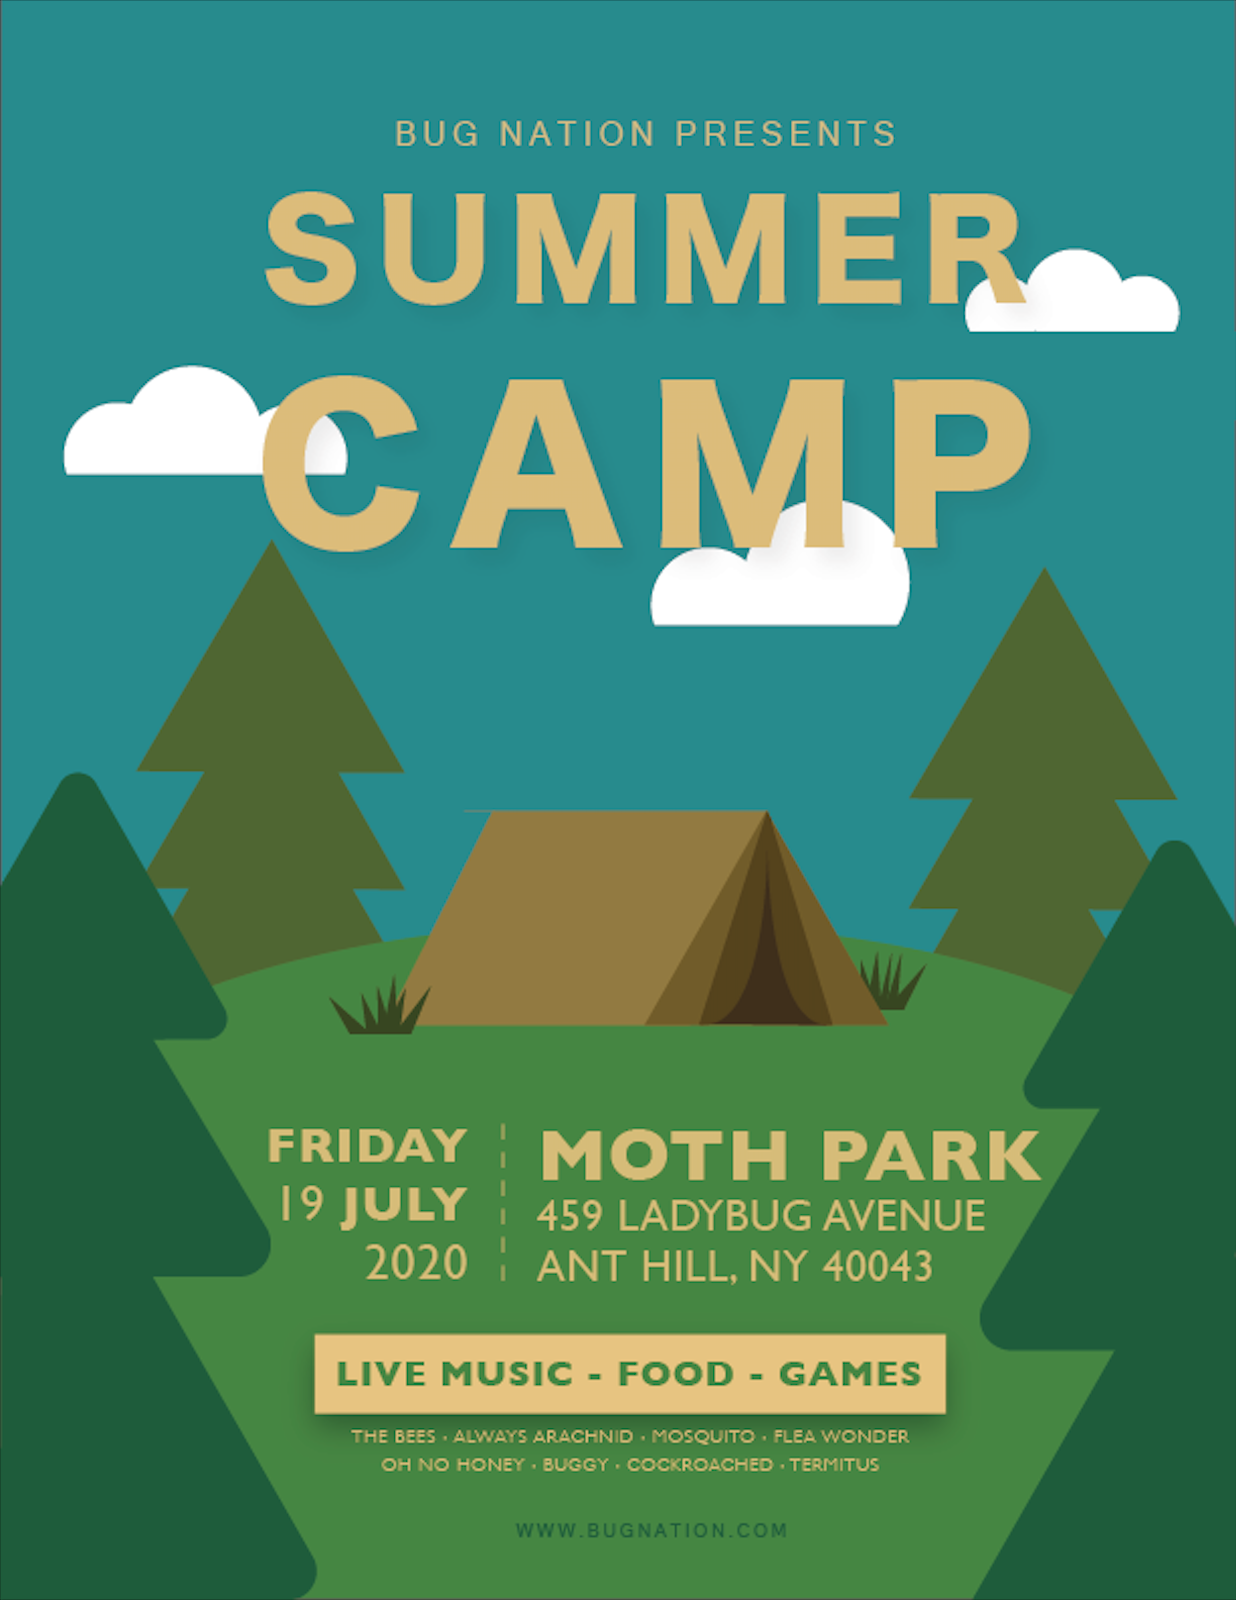 BUG NATION PRESENTS
SUMMER
CAMP
FRIDAY
19 JULY
2020
MOTH PARK
459 LADYBUG AVENUE
ANT HILL, NY 40043
LIVE MUSIC - FOOD - GAMES
THE BEES · ALWAYS ARACHNID · MOSQUITO · FLEA WONDER
OH NO HONEY · BUGGY · COCKROACHED · TERMITUS
WWW.BUGNATION.COM